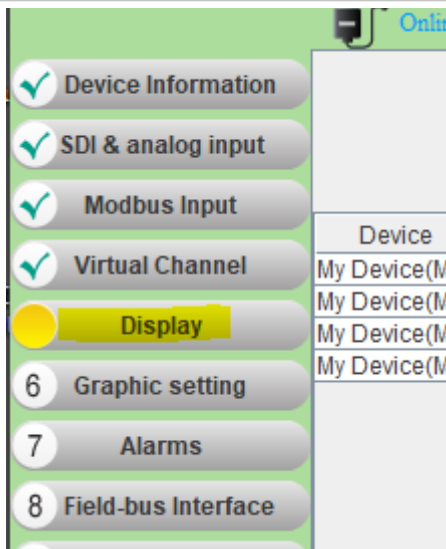 Onlin
Device Information
SDI & analog input
Modbus Input
Virtual Channel
Display
6 Graphic setting
7 Alarms
8 Field-bus Interface
Device
My Device(M
My Device(M
My Device(M
My Device(M